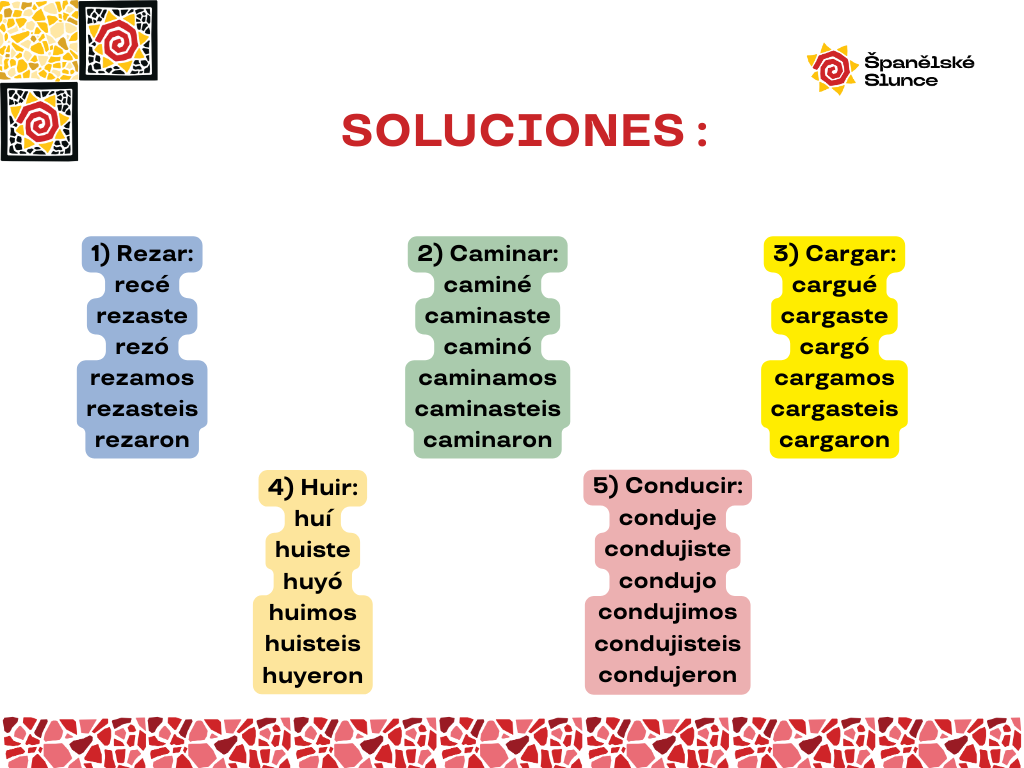 Španělské
Slunce
SOLUCIONES :
1) Rezar:
recé
rezaste
rezó
rezamos
rezasteis
rezaron
2) Caminar:
caminé
caminaste
caminó
caminamos
caminasteis
caminaron
3) Cargar:
cargué
cargaste
cargó
cargamos
cargasteis
cargaron
4) Huir:
huí
huiste
huyó
huimos
huisteis
huyeron
5) Conducir:
conduje
condujiste
condujo
condujimos
condujisteis
condujeron